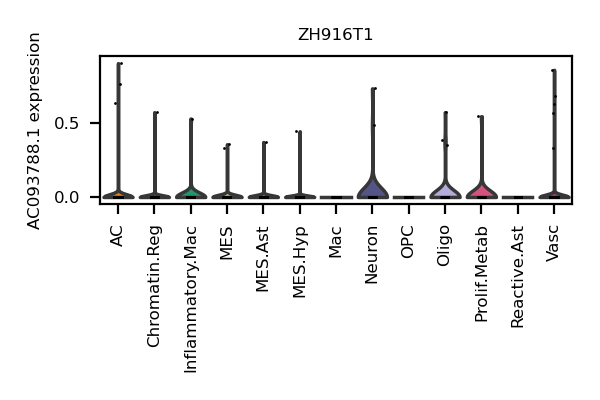 ZH916T1
AC093788.1 expression
0.5
0.0
AC
Chromatin.Reg
Inflammatory.Mac
MES
MES.Ast
MES.Hyp
Mac
Neuron
OPC
Oligo
Prolif.Metab
Reactive.Ast
Vasc